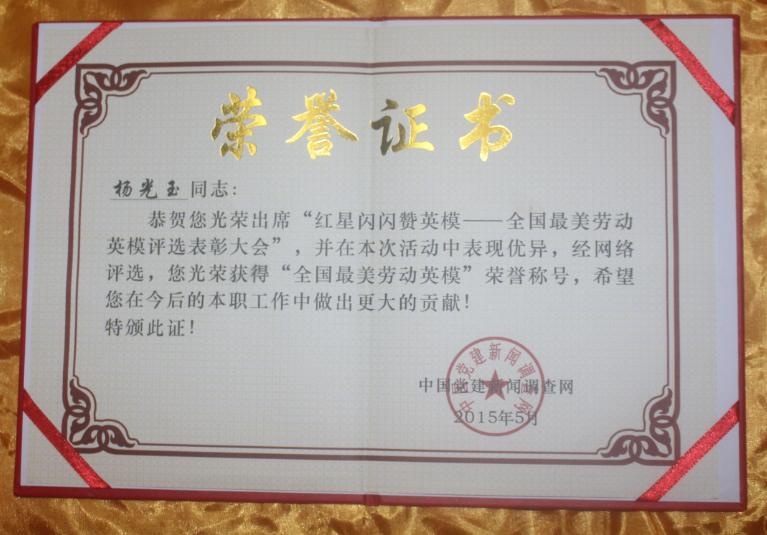 荣誉证书
杨光玉同志：
恭贺您光荣出席“红星闪闪赞英模——全国最美劳动
英模评选表彰大会”，并在本次活动中表现优异，经网络
评选，您光荣获得“全国最美劳动英模”荣誉称号，希望
您在今后的本职工作中做出更大的贡献！
特颁此证！
中国党建新闻调查网
2015年5月